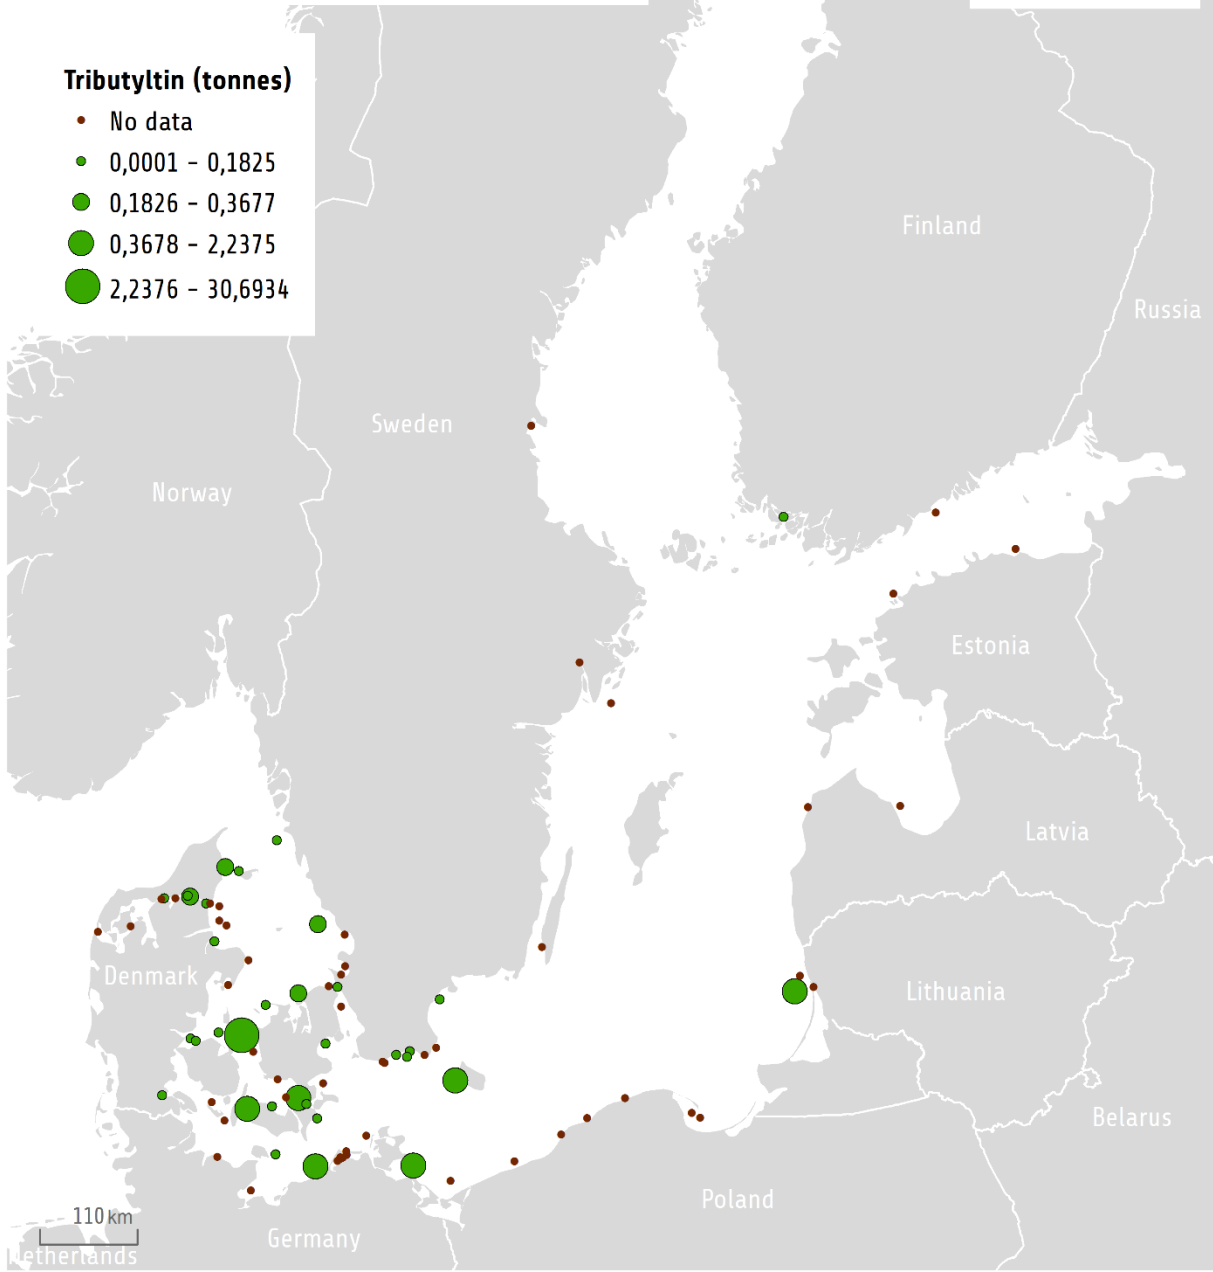 Tributyltin (tonnes)
No data
0,0001 - 0,1825
0,1826 - 0,3677
0,3678 - 2,2375
2,2376 - 30,6934
Finland
Russia
Sweden
Norway
Estonia
Latvia
Denmark
Lithuania
Belarus
Poland
110 km
Germany
Netherlands